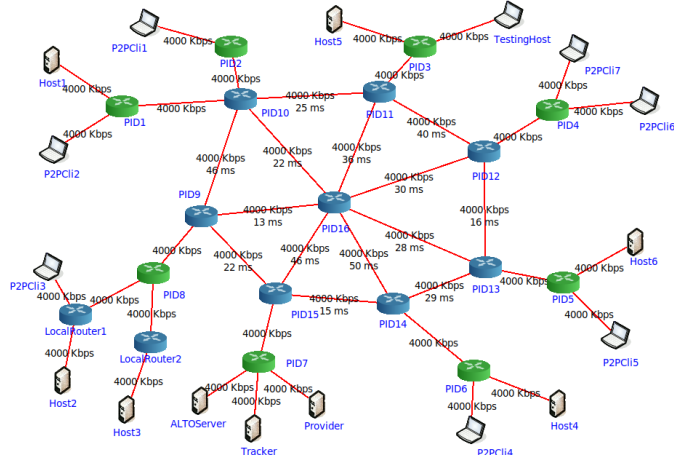 P2PCli1
4000 Kbps
PID2
4000 Kbps
Host5
4000 Kbps
4000 Kbps
TestingHost
PID3
4000 Kbps
P2PCli7
4000 Kbps
4000 Kbps
P2PCli6
PID4
4000 Kbps
Host1
4000 Kbps
PID1
4000 Kbps
4000 Kbps
P2PCli2
PID10
4000 Kbps
25 ms
PID11
4000 Kbps
40 ms
PID12
4000 Kbps
46 ms
4000 Kbps
22 ms
4000 Kbps
36 ms
4000 Kbps
30 ms
4000 Kbps
16 ms
PID9
4000 Kbps
13 ms
PID16
4000 Kbps
28 ms
4000 Kbps
4000 Kbps
22 ms
4000 Kbps
46 ms
4000 Kbps
50 ms
PID13
4000 Kbps
Host6
4000 Kbps
PID5
4000 Kbps
P2PCli5
P2PCli3
4000 Kbps
4000 Kbps
PID8
LocalRouter1
4000 Kbps
4000 Kbps
LocalRouter2
Host2
4000 Kbps
Host3
PID15
4000 Kbps
15 ms
PID14
4000 Kbps
29 ms
4000 Kbps
PID7
4000 Kbps
4000 Kbps
4000 Kbps
ALTOServer
Tracker
Provider
4000 Kbps
PID6
4000 Kbps
4000 Kbps
P2PCli4
Host4